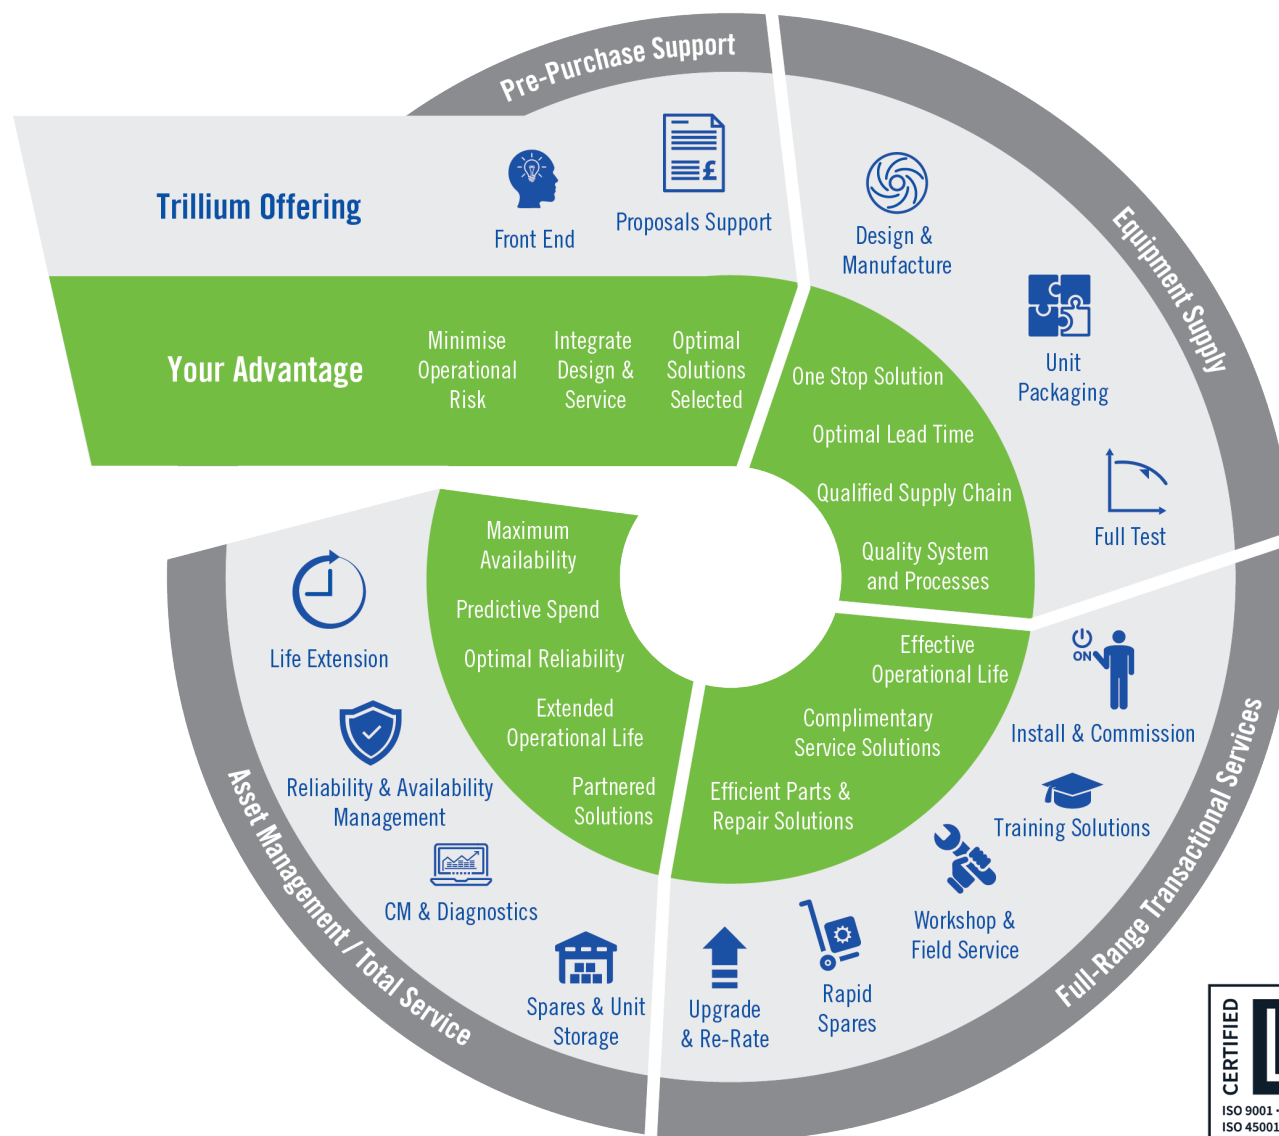 Pre-Purchase Support
Trillium Offering
Front End
£
Proposals Support
Your Advantage
Minimise
Operational
Risk
Integrate
Design &
Service
Optimal
Solutions
Selected
Equipment Supply
Design &
Manufacture
Unit
Packaging
Full Test
One Stop Solution
Optimal Lead Time
Qualified Supply Chain
Quality System
and Processes
Full-Range Transactional Services
ON
Install & Commission
Training Solutions
Workshop &
Field Service
Rapid
Spares
Upgrade
& Re-Rate
Effective
Operational Life
Complimentary
Service Solutions
Efficient Parts &
Repair Solutions
Asset Management / Total Service
Life Extension
Reliability & Availability
Management
CM & Diagnostics
Spares & Unit
Storage
Maximum
Availability
Predictive Spend
Optimal Reliability
Extended
Operational Life
Partnered
Solutions
CERTIFIED
ISO 9001 •
ISO 45001